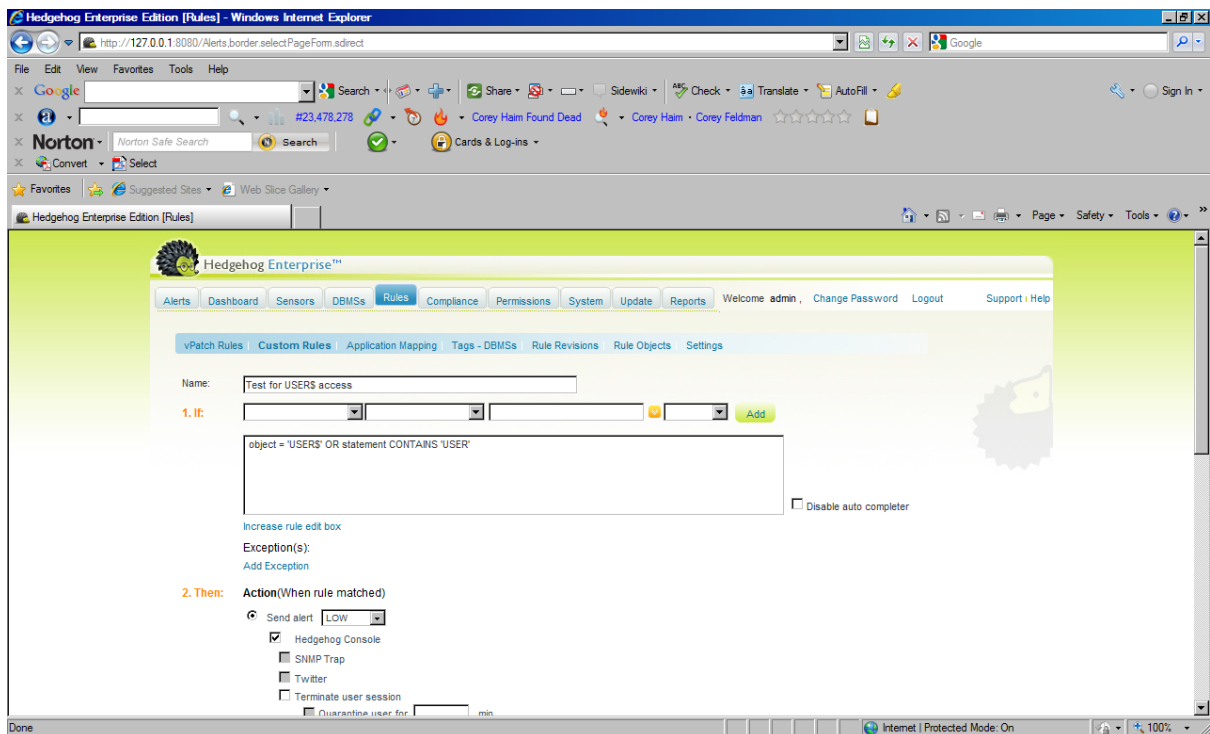 Hedgehog Enterprise Edition [Rules] - Windows Internet Explorer
http://127.0.0.1:8080/Alerts,border.selectPageForm.sdirect
Google
File Edit View Favorites Tools Help
x Google Search Share Sidewiki Check Translate AutoFill Sign In
x #23,478,278 Corey Haim Found Dead Corey Haim · Corey Feldman
x Norton Norton Safe Search Search Cards & Log-ins
x Convert Select
Favorites Suggested Sites Web Slice Gallery
Hedgehog Enterprise Edition [Rules] Page Safety Tools »
Hedgehog Enterprise™
Alerts Dashboard Sensors DBMSs Rules Compliance Permissions System Update Reports Welcome admin , Change Password Logout Support | Help
vPatch Rules | Custom Rules | Application Mapping | Tags - DBMSs | Rule Revisions | Rule Objects | Settings
Name: Test for USER$ access
1. If: Add
object = 'USER$' OR statement CONTAINS 'USER'
Disable auto completer
Increase rule edit box
Exception(s):
Add Exception
2. Then: Action(When rule matched)
Send alert LOW
Hedgehog Console
SNMP Trap
Twitter
Terminate user session
Quarantine user for min
Done Internet | Protected Mode: On 100%